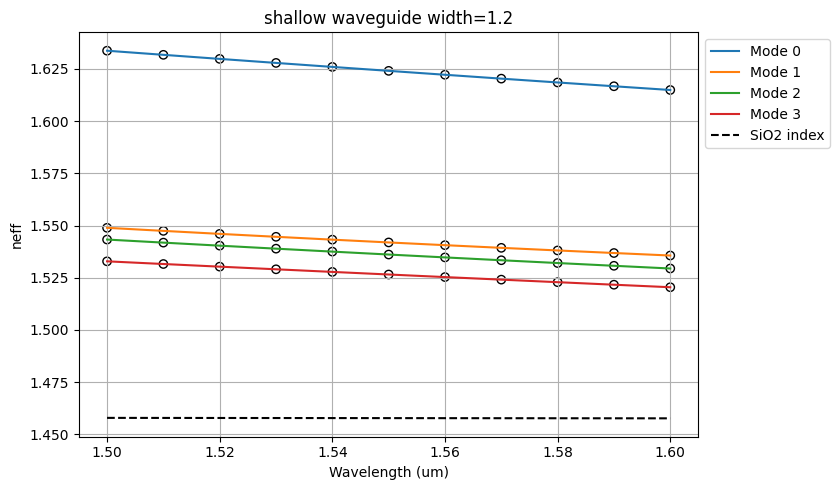 shallow waveguide width=1.2
Mode 0
Mode 1
Mode 2
Mode 3
SiO2 index
neff
1.625
1.600
1.575
1.550
1.525
1.500
1.475
1.450
1.50 1.52 1.54 1.56 1.58 1.60
Wavelength (um)